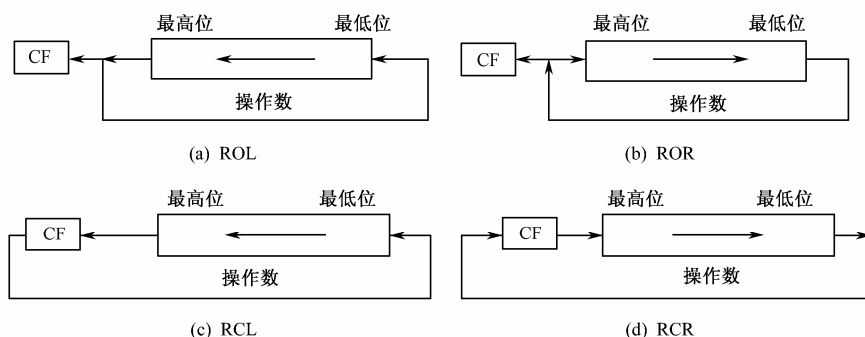 最高位 最低位
CF
操作数
(a) ROL
最高位 最低位
CF
操作数
(b) ROR
最高位 最低位
CF
操作数
(c) RCL
最高位 最低位
CF
操作数
(d) RCR